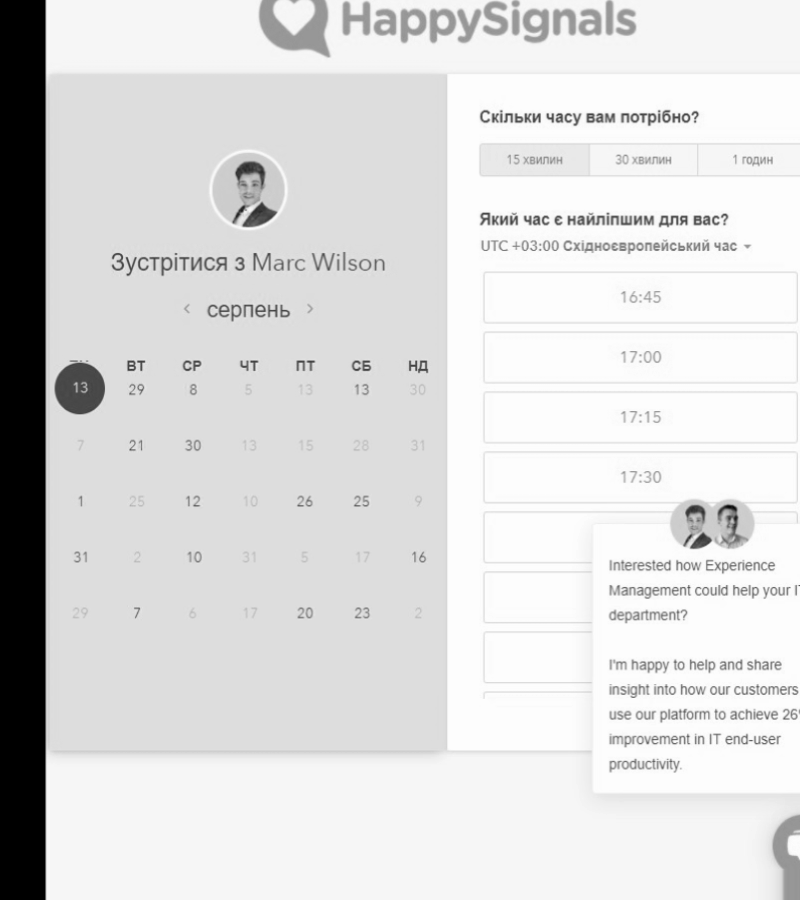 HappySignals
Скільки часу вам потрібно?
15 хвилин 30 хвилин 1 годин
Який час є найліпшим для вас?
UTC +03:00 Східноєвропейський час
Зустрітися з Marc Wilson
серпень
ВТ СР ЧТ ПТ СБ НД
13 29 8 5 13 13 30
7 21 30 13 15 28 31
1 25 12 10 26 25 9
31 2 10 31 5 17 16
29 7 6 17 20 23 2
16:45
17:00
17:15
17:30
Interested how Experience
Management could help your IT
department?
I'm happy to help and share
insight into how our customers
use our platform to achieve 26%
improvement in IT end-user
productivity.